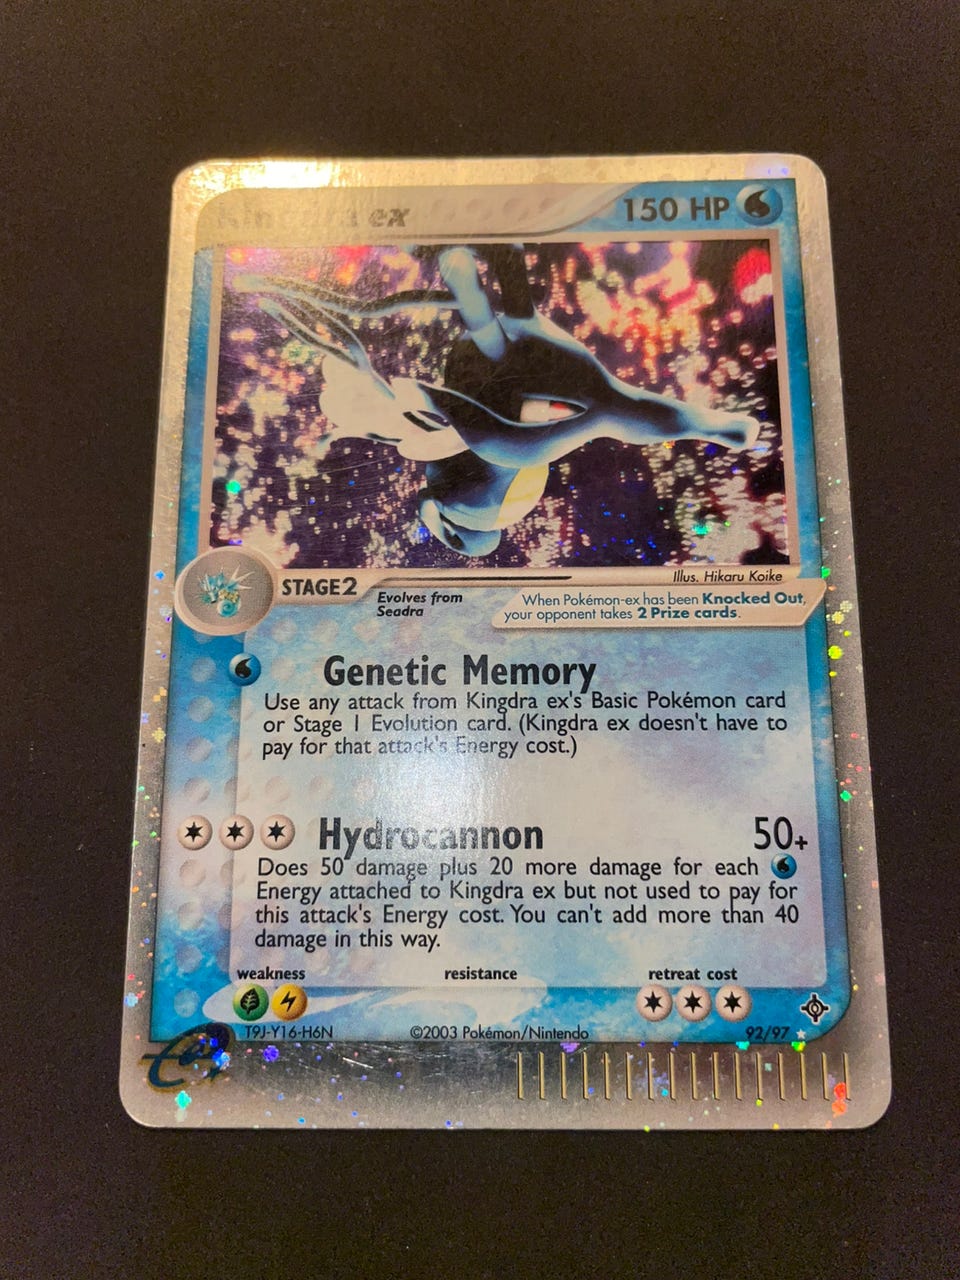 Kingdra ex
150 HP
Illus. Hikaru Koike
STAGE 2
Evolves from
Seadra
When Pokémon-ex has been Knocked Out,
your opponent takes 2 Prize cards.
Genetic Memory
Use any attack from Kingdra ex's Basic Pokémon card
or Stage 1 Evolution card. (Kingdra ex doesn't have to
pay for that attack's Energy cost.)
Hydrocannon 50+
Does 50 damage plus 20 more damage for each
Energy attached to Kingdra ex but not used to pay for
this attack's Energy cost. You can't add more than 40
damage in this way.
weakness resistance retreat cost
T9J-Y16-H6N ©2003 Pokémon/Nintendo 92/97
e